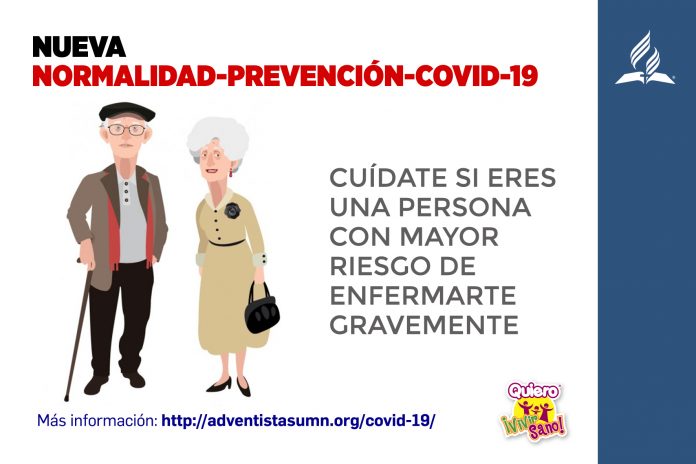 NUEVA
NORMALIDAD-PREVENCIÓN-COVID-19
CUÍDATE SI ERES
UNA PERSONA
CON MAYOR
RIESGO DE
ENFERMARTE
GRAVEMENTE
Más información: http://adventistasumn.org/covid-19/
Quiero
¡Vivir
Sano!